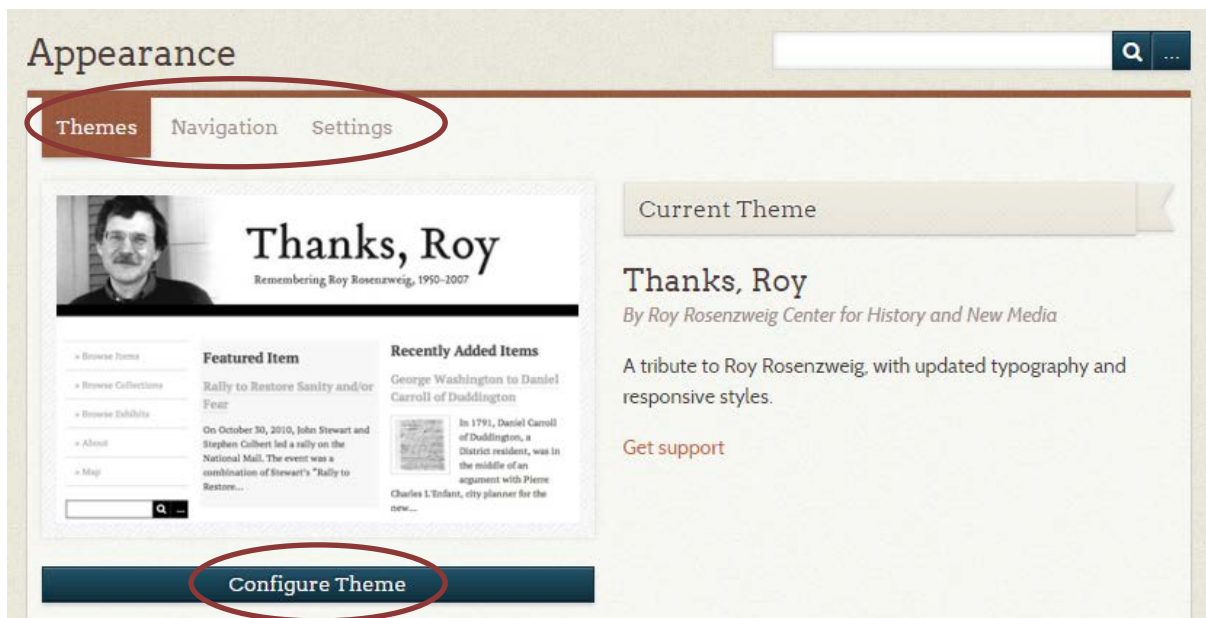 Appearance
...
Themes Navigation Settings
Thanks, Roy
Remembering Roy Rosenzweig, 1950-2007
» Browse Items
» Browse Collections
» Browse Exhibits
» About
» Map
...
Featured Item
Rally to Restore Sanity and/or
Fear
On October 30, 2010, John Stewart and
Stephen Colbert led a rally on the
National Mall. The event was a
combination of Stewart's "Rally to
Restore...
Recently Added Items
George Washington to Daniel
Carroll of Duddington
In 1791, Daniel Carroll
of Duddington, a
District resident, was in
the middle of an
argument with Pierre
Charles L'Enfant, city planner for the
new...
Configure Theme
Current Theme
Thanks, Roy
By Roy Rosenzweig Center for History and New Media
A tribute to Roy Rosenzweig, with updated typography and
responsive styles.
Get support